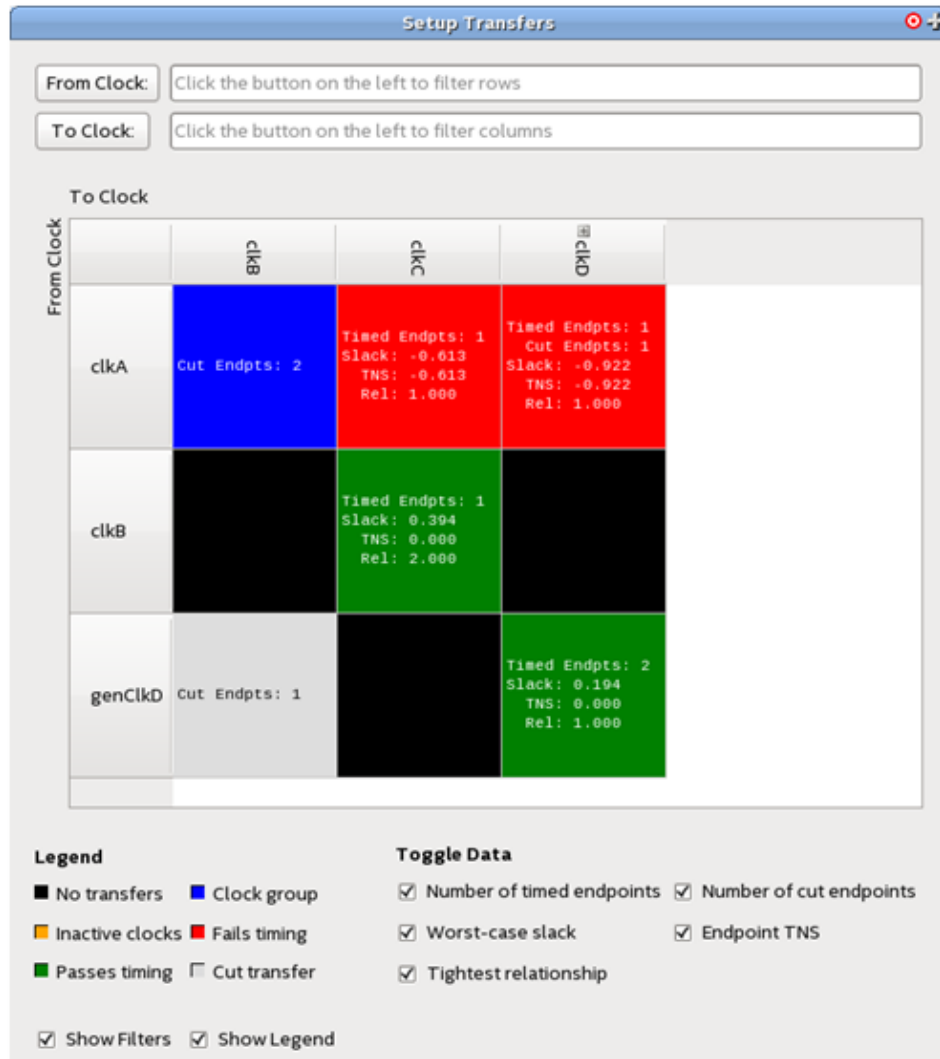 Setup Transfers
From Clock:
Click the button on the left to filter rows
To Clock:
Click the button on the left to filter columns
To Clock
From Clock
clkB
clkC
clkD
clkA
Cut Endpts: 2
Timed Endpts: 1
Slack: -0.613
TNS: -0.613
Rel: 1.000
Timed Endpts: 1
Cut Endpts: 1
Slack: -0.922
TNS: -0.922
Rel: 1.000
clkB
Timed Endpts: 1
Slack: 0.394
TNS: 0.000
Rel: 2.000
genClkD
Cut Endpts: 1
Timed Endpts: 2
Slack: 0.194
TNS: 0.000
Rel: 1.000
Legend
No transfers
Clock group
Inactive clocks
Fails timing
Passes timing
Cut transfer
Toggle Data
Number of timed endpoints
Number of cut endpoints
Worst-case slack
Endpoint TNS
Tightest relationship
Show Filters
Show Legend